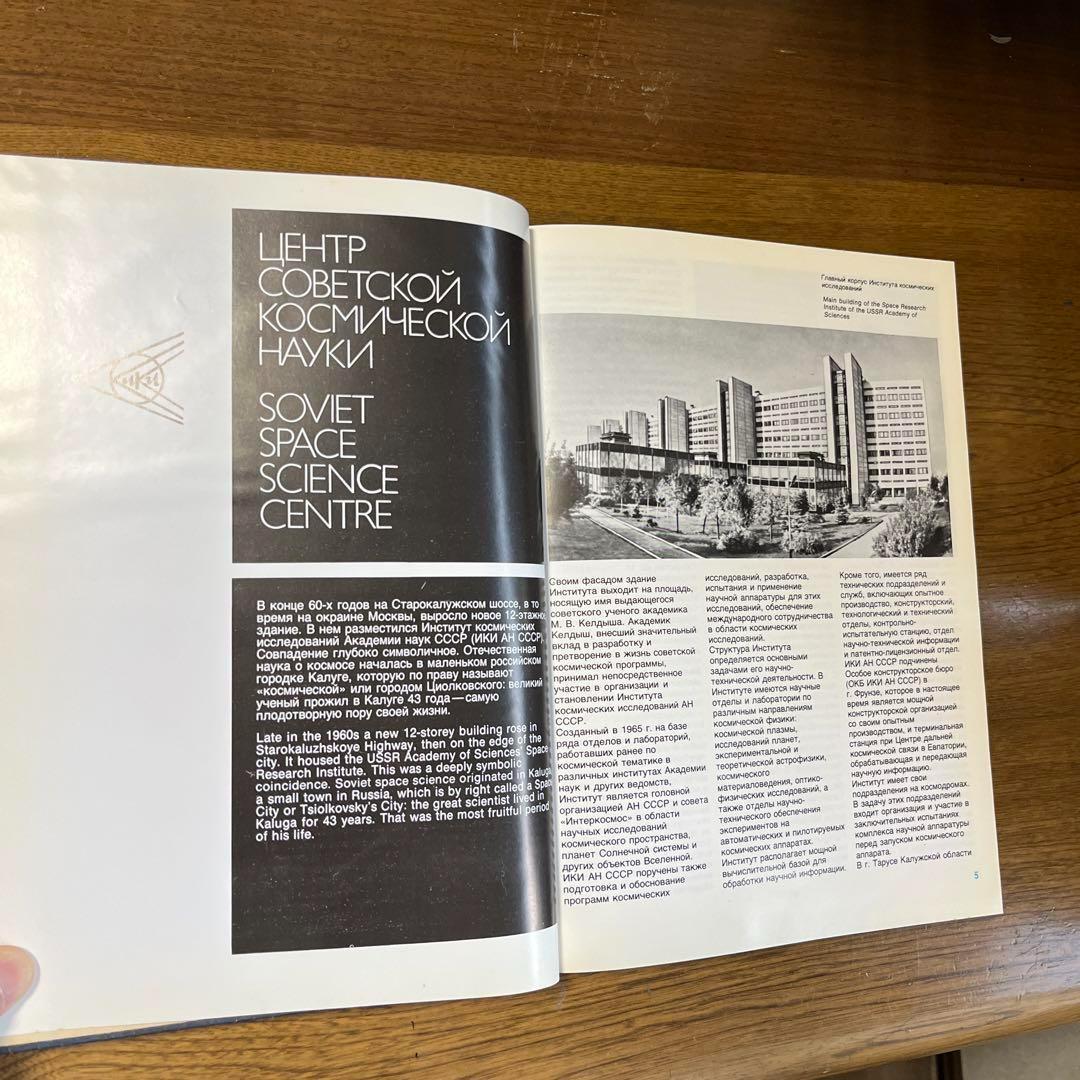 ики
ЦЕНТР
СОВЕТСКОЙ
КОСМИЧЕСКОЙ
НАУКИ
SOVIET
SPACE
SCIENCE
CENTRE
В конце 60-х годов на Старокалужском шоссе, в то
время на окраине Москвы, выросло новое 12-этажное
здание. В нем разместился Институт космических
исследований Академии наук СССР (ИКИ АН СССР).
Совпадение глубоко символичное. Отечественная
наука о космосе началась в маленьком российском
городке Калуге, которую по праву называют
«космической» или городом Циолковского: великий
ученый прожил в Калуге 43 года — самую
плодотворную пору своей жизни.
Late in the 1960s a new 12-storey building rose in
Starokaluzhskoye Highway, then on the edge of the
city. It housed the USSR Academy of Sciences' Space
Research Institute. This was a deeply symbolic
coincidence. Soviet space science originated in Kaluga,
a small town in Russia, which is by right called a Space
City or Tsiolkovsky's City: the great scientist lived in
Kaluga for 43 years. That was the most fruitful period
of his life.
Главный корпус Института космических
исследований
Main building of the Space Research
Institute of the USSR Academy of
Sciences
Своим фасадом здание
Института выходит на площадь,
носящую имя выдающегося
советского ученого академика
М. В. Келдыша. Академик
Келдыш, внесший значительный
вклад в разработку и
претворение в жизнь советской
космической программы,
принимал непосредственное
участие в организации и
становлении Института
космических исследований АН
СССР.
Созданный в 1965 г. на базе
ряда отделов и лабораторий,
работавших ранее по
космической тематике в
различных институтах Академии
наук и других ведомств,
Институт является головной
организацией АН СССР и совета
«Интеркосмос» в области
научных исследований
космического пространства,
планет Солнечной системы и
других объектов Вселенной.
ИКИ АН СССР поручены также
подготовка и обоснование
программ космических
исследований, разработка,
испытания и применение
научной аппаратуры для этих
исследований, обеспечение
международного сотрудничества
в области космических
исследований.
Структура Института
определяется основными
задачами его научно-
технической деятельности. В
Институте имеются научные
отделы и лаборатории по
различным направлениям
космической физики:
космической плазмы,
исследований планет,
экспериментальной и
теоретической астрофизики,
космического
материаловедения, оптико-
физических исследований, а
также отделы научно-
технического обеспечения
экспериментов на
автоматических и пилотируемых
космических аппаратах.
Институт располагает мощной
вычислительной базой для
обработки научной информации.
Кроме того, имеется ряд
технических подразделений и
служб, включающих опытное
производство, конструкторский,
технологический и технический
отделы, контрольно-
испытательную станцию, отдел
научно-технической информации
и патентно-лицензионный отдел.
ИКИ АН СССР подчинены
Особое конструкторское бюро
(ОКБ ИКИ АН СССР) в
г. Фрунзе, которое в настоящее
время является мощной
конструкторской организацией
со своим опытным
производством, и терминальная
станция при Центре дальней
космической связи в Евпатории,
обрабатывающая и передающая
научную информацию.
Институт имеет свои
подразделения на космодромах.
В задачу этих подразделений
входит организация и участие в
заключительных испытаниях
комплекса научной аппаратуры
перед запуском космического
аппарата.
В г. Тарусе Калужской области
5